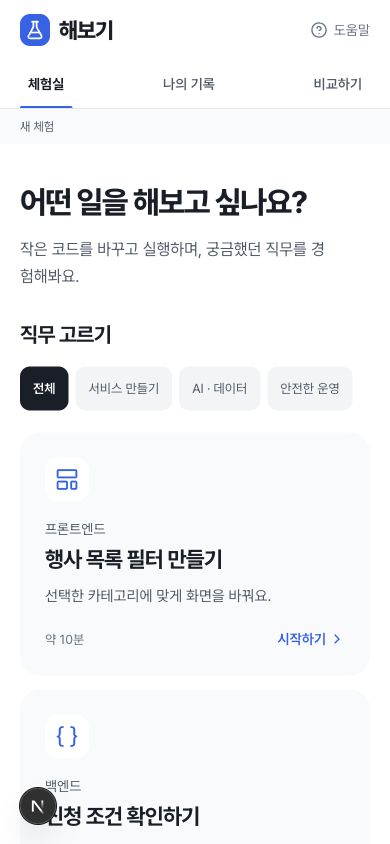 해보기
도움말
체험실
나의 기록
비교하기
새 체험
어떤 일을 해보고 싶나요?
작은 코드를 바꾸고 실행하며, 궁금했던 직무를 경
험해봐요.
직무 고르기
전체
서비스 만들기
AI · 데이터
안전한 운영
프론트엔드
행사 목록 필터 만들기
선택한 카테고리에 맞게 화면을 바꿔요.
약 10분
시작하기
백엔드
신청 조건 확인하기
N